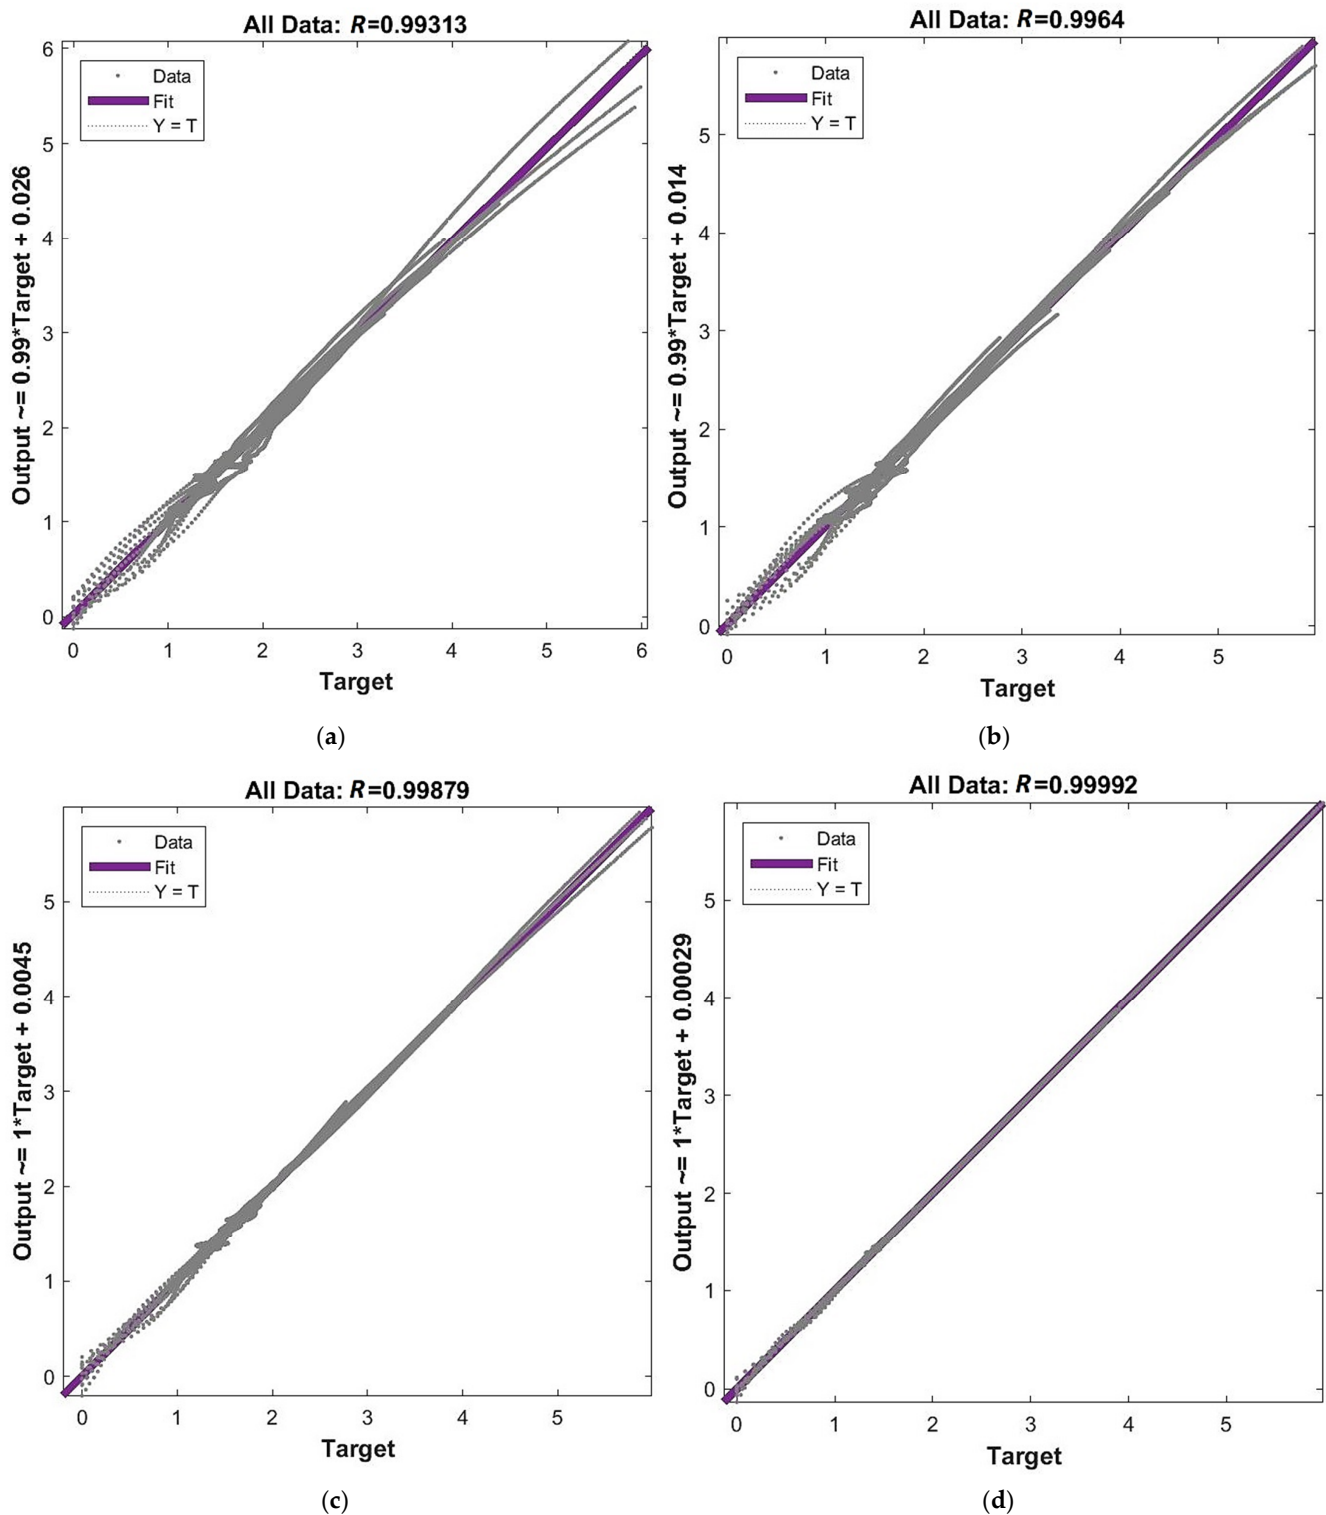 All Data: R=0.99313
Data
Fit
Y = T
Output ~= 0.99*Target + 0.026
6
5
4
3
2
1
0
0 1 2 3 4 5 6
Target
(a)
All Data: R=0.9964
Data
Fit
Y = T
Output ~= 0.99*Target + 0.014
5
4
3
2
1
0
0 1 2 3 4 5
Target
(b)
All Data: R=0.99879
Data
Fit
Y = T
Output ~= 1*Target + 0.0045
5
4
3
2
1
0
0 1 2 3 4 5
Target
(c)
All Data: R=0.99992
Data
Fit
Y = T
Output ~= 1*Target + 0.00029
5
4
3
2
1
0
0 1 2 3 4 5
Target
(d)